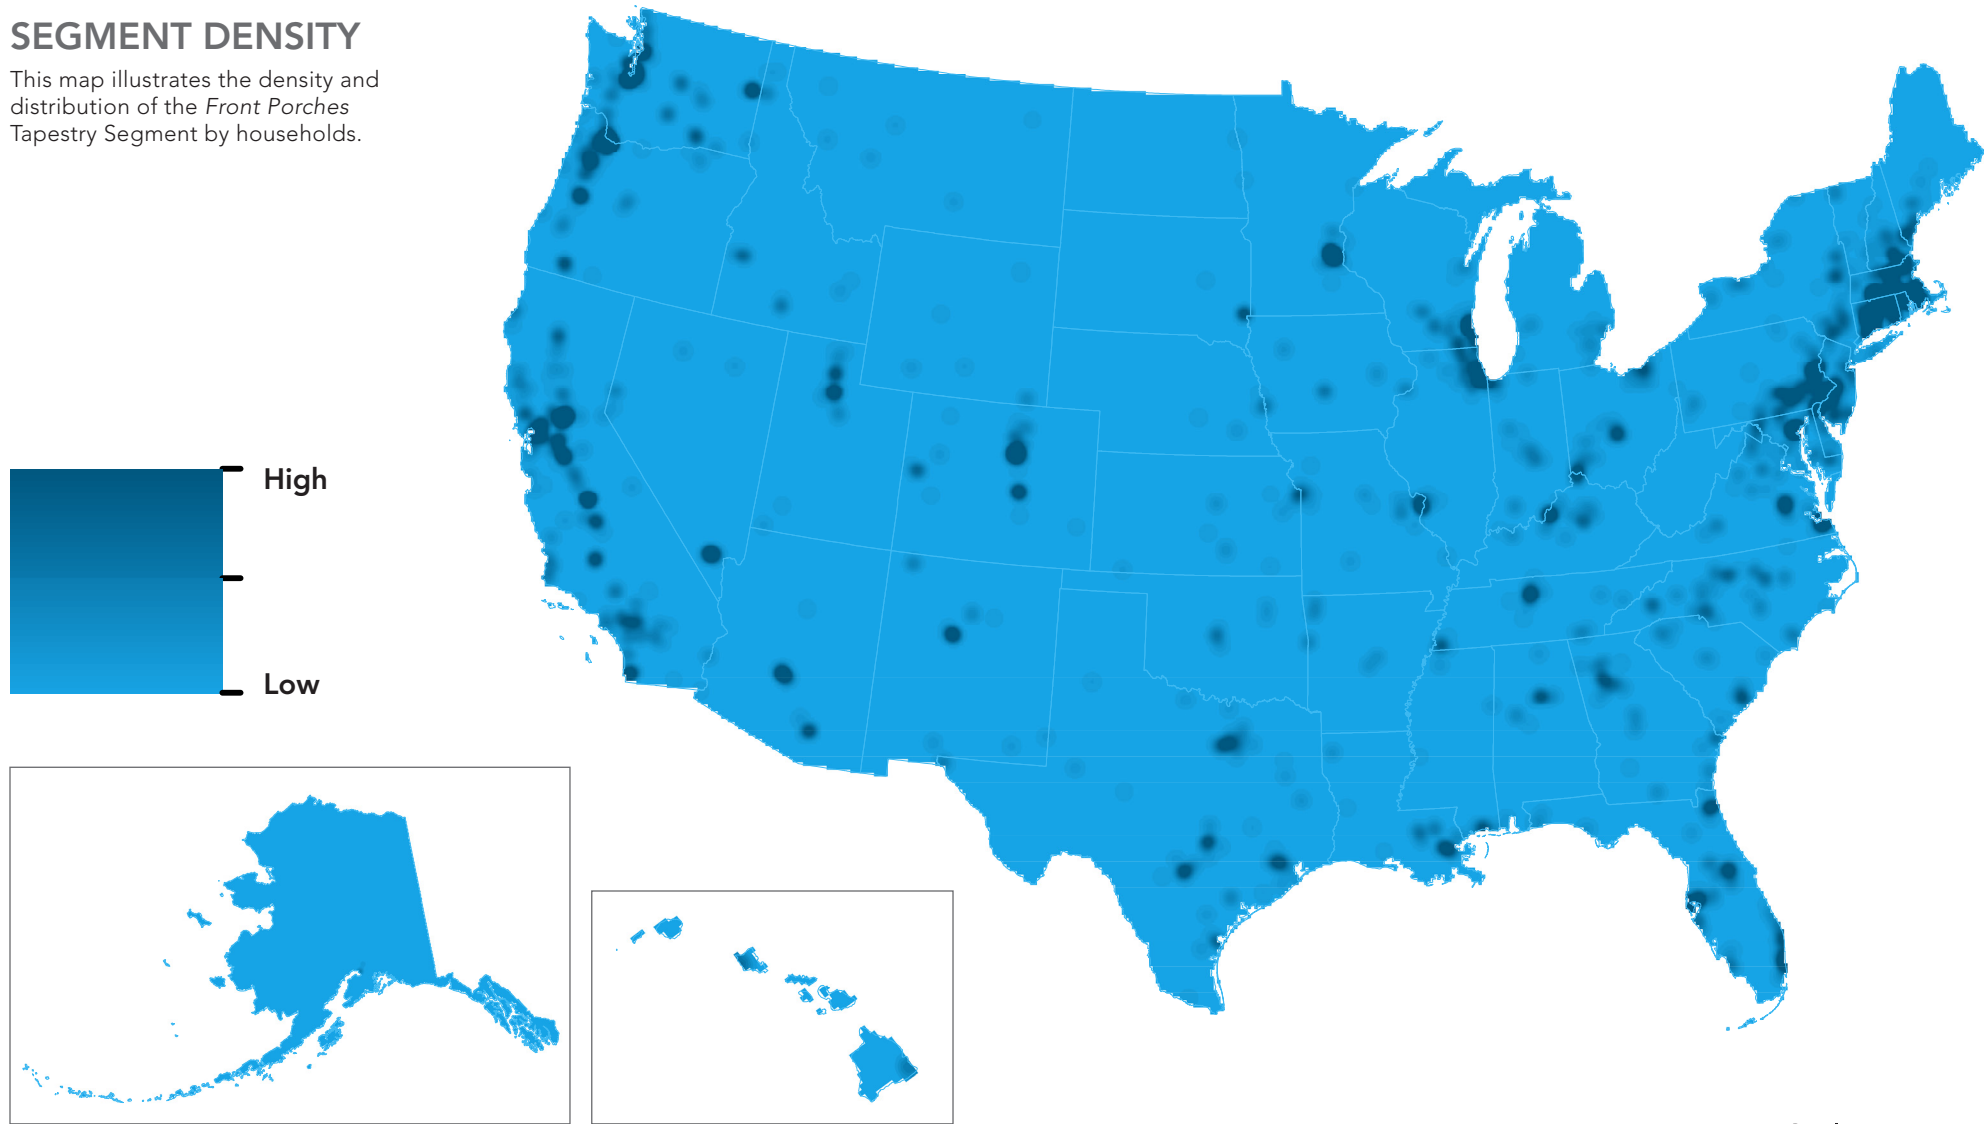 SEGMENT DENSITY
This map illustrates the density and
distribution of the Front Porches
Tapestry Segment by households.
High
Low